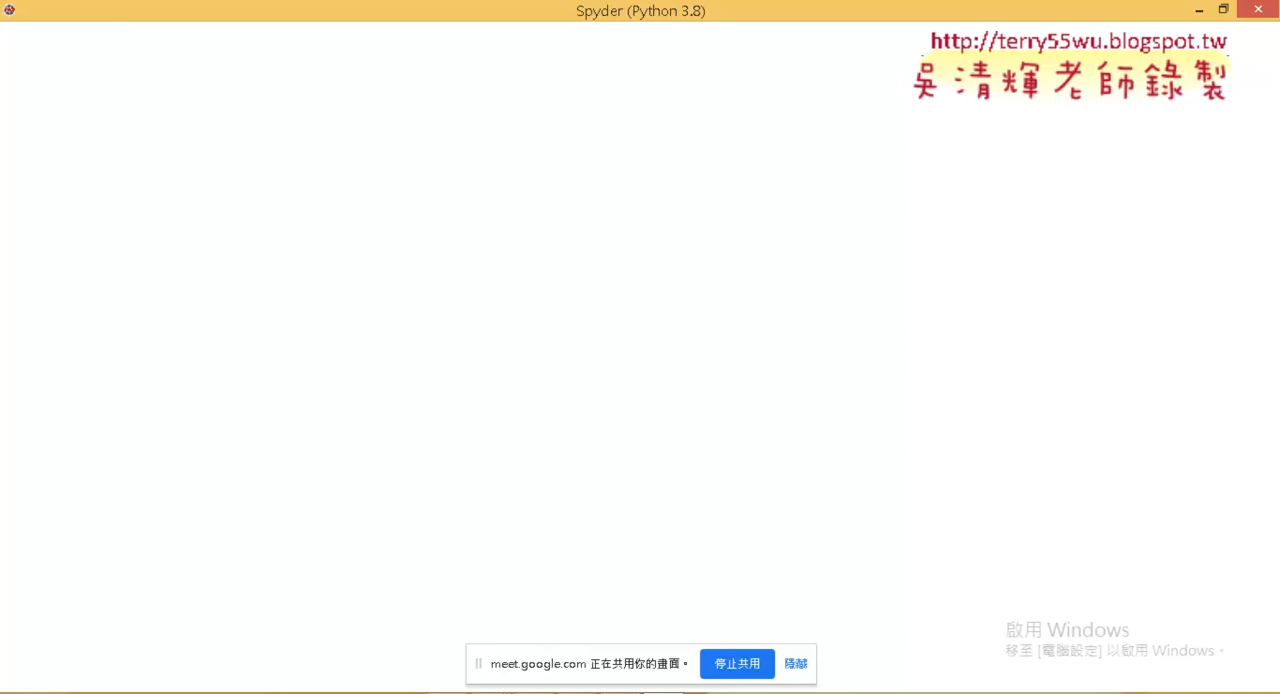 Spyder (Python 3.8)
http://terry55wu.blogspot.tw
吳清輝老師錄製
啟用 Windows
移至 [電腦設定] 以啟用 Windows。
meet.google.com 正在共用你的畫面。 停止共用 隱藏